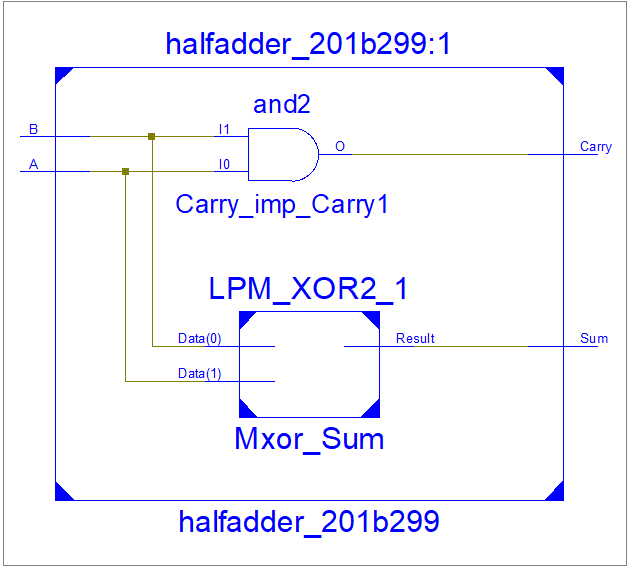 halfadder_201b299:1
and2
B
I1
O
Carry
A
I0
Carry_imp_Carry1
LPM_XOR2_1
Data(0)
Result
Sum
Data(1)
Mxor_Sum
halfadder_201b299